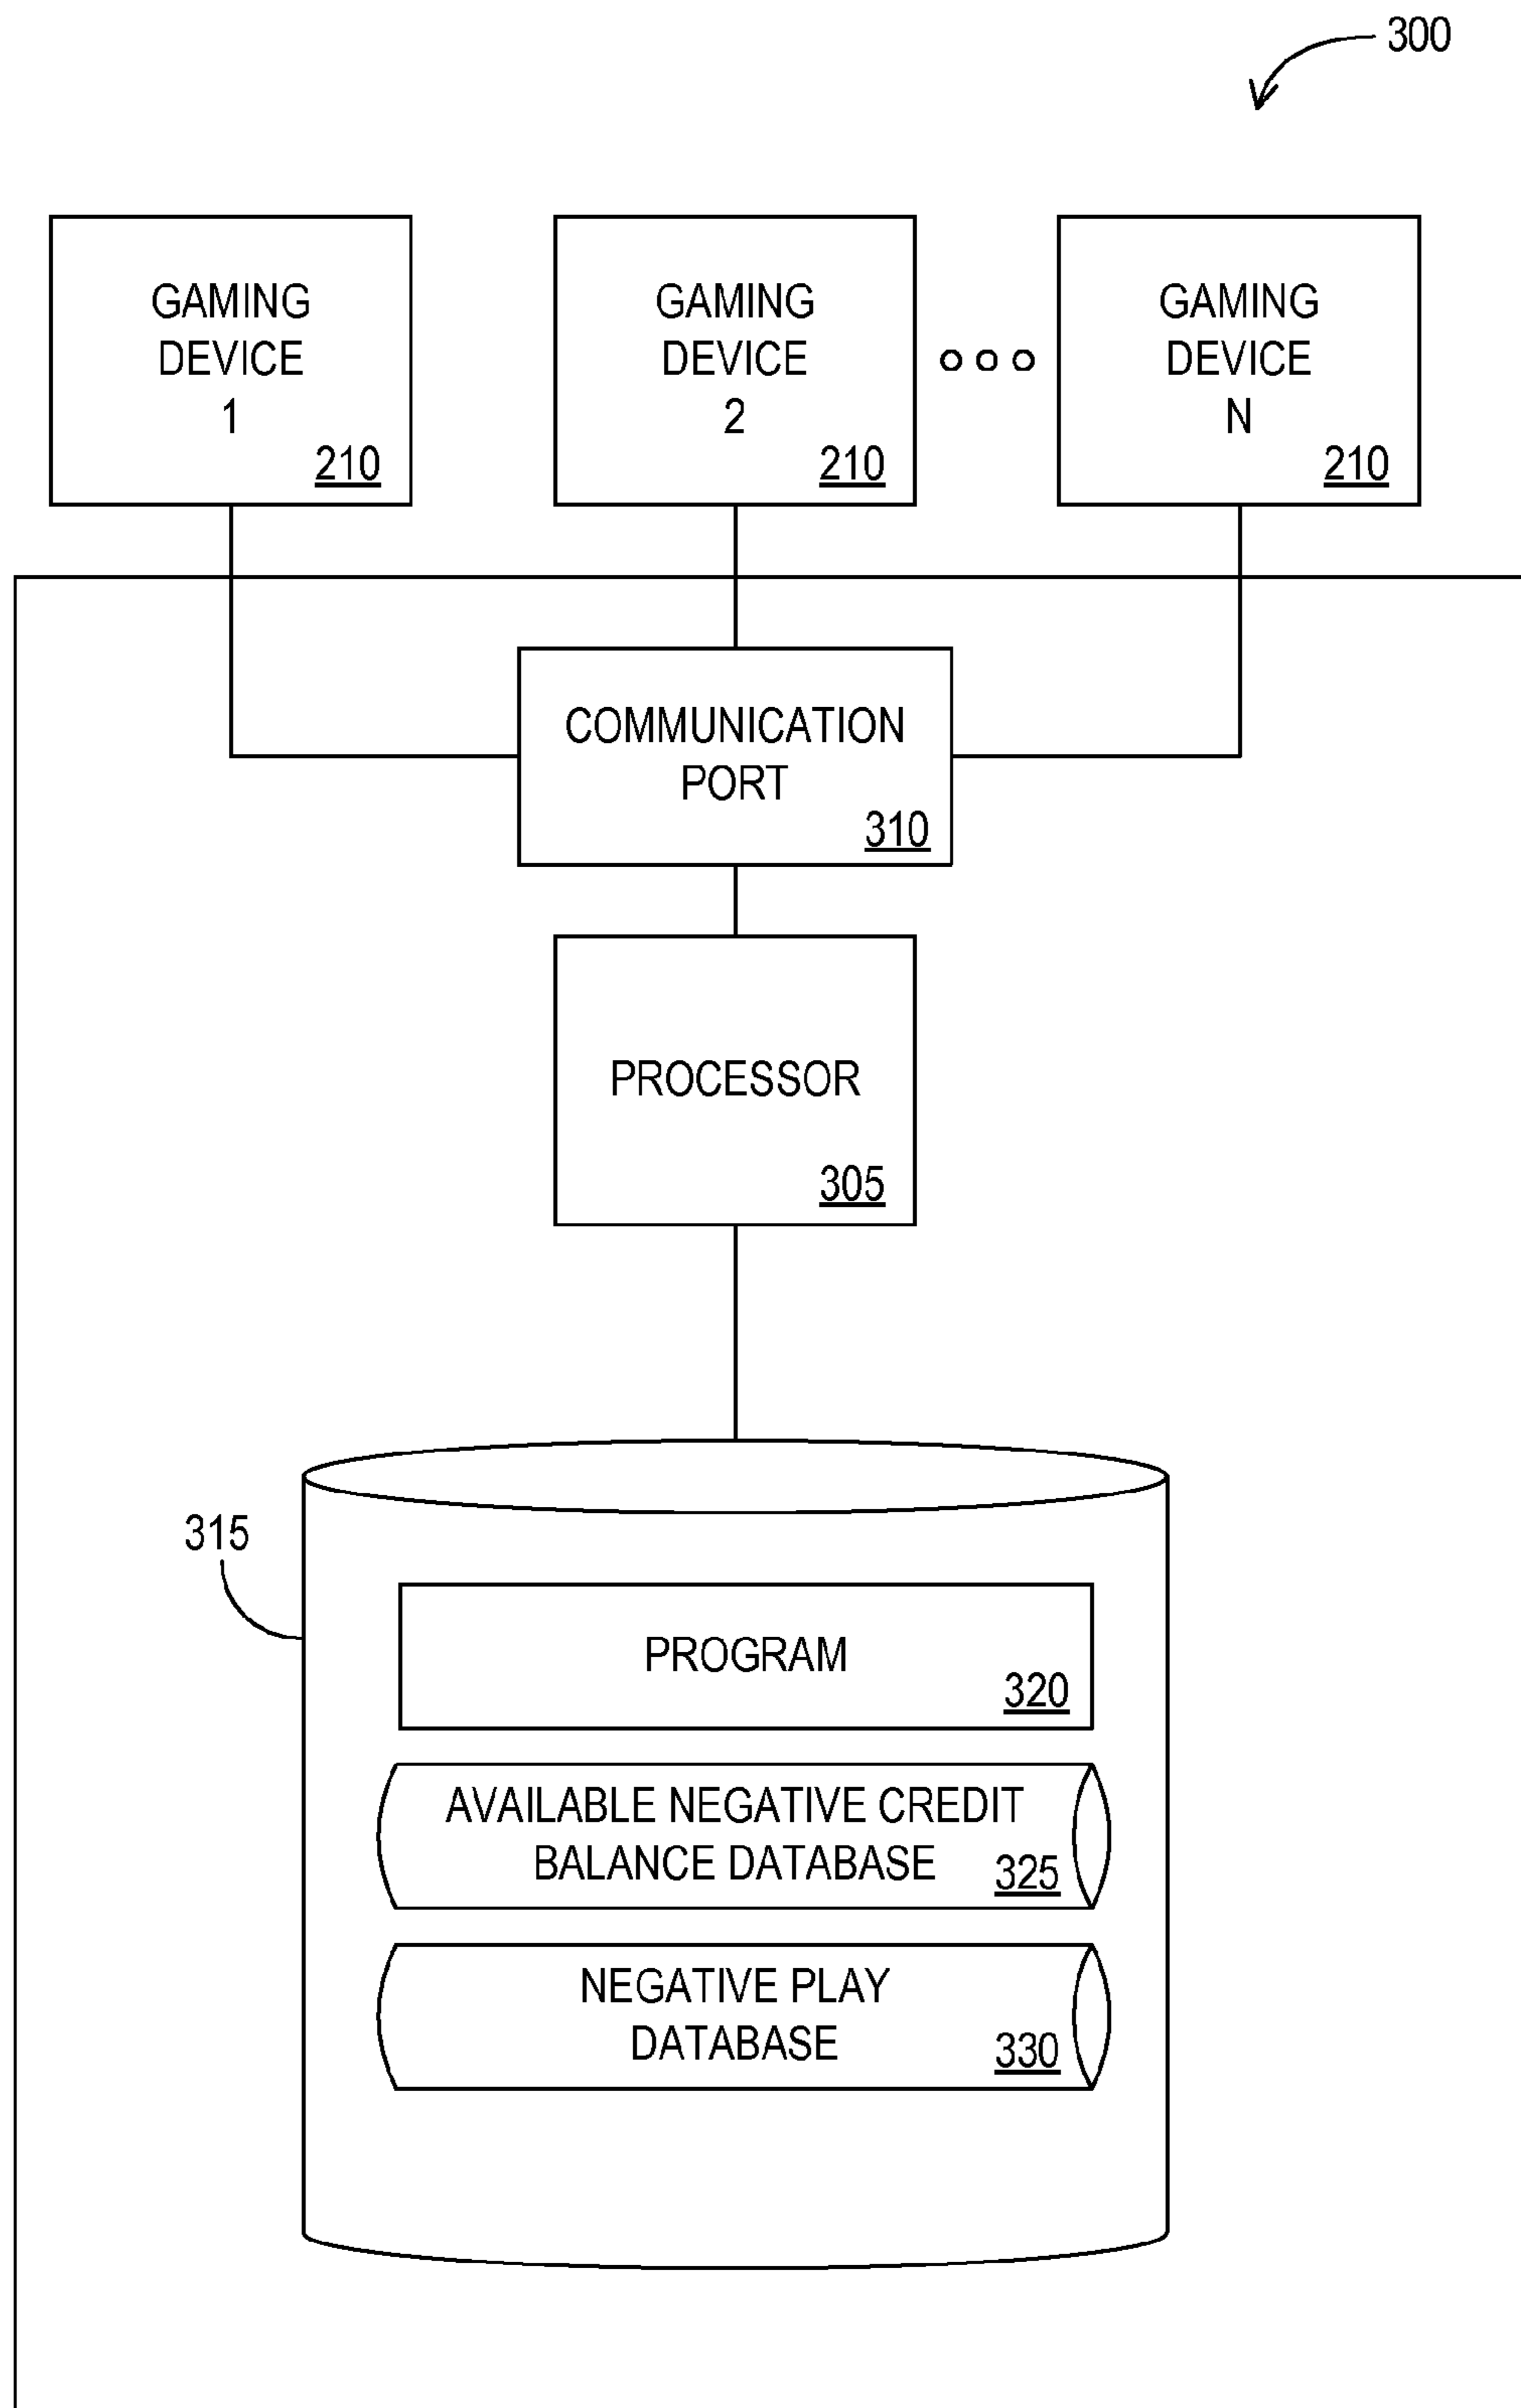 300
GAMING
DEVICE
1
210
GAMING
DEVICE
2
210
GAMING
DEVICE
N
210
COMMUNICATION
PORT
310
PROCESSOR
305
315
PROGRAM
320
AVAILABLE NEGATIVE CREDIT
BALANCE DATABASE
325
NEGATIVE PLAY
DATABASE
330